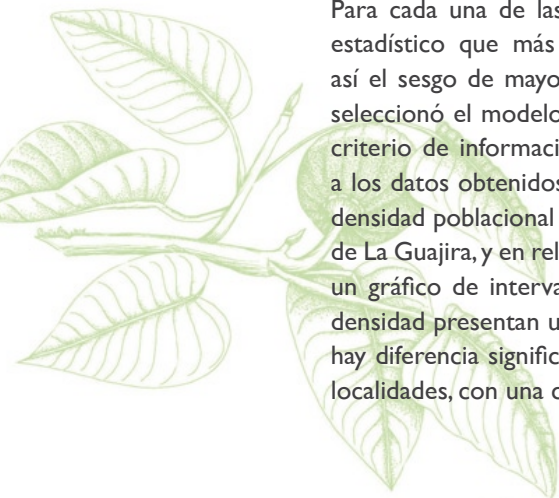 Para cada una de las
estadístico que más
así el sesgo de mayo
seleccionó el modelo
criterio de informaci
a los datos obtenidos
densidad poblacional
de La Guajira, y en rel
un gráfico de interva
densidad presentan u
hay diferencia signific
localidades, con una